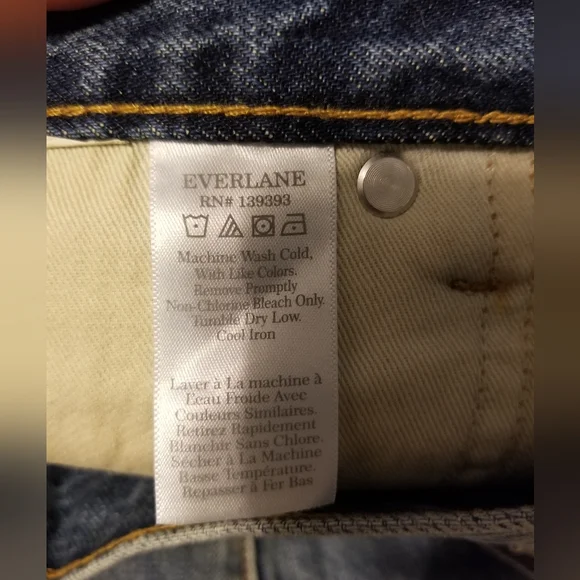 EVERLANE
RN# 139393
Machine Wash Cold,
With Like Colors.
Remove Promptly
Non-Chlorine Bleach Only.
Tumble Dry Low.
Cool Iron
Laver à La machine à
L'eau Froide Avec
Couleurs Similaires.
Retirez Rapidement
Blanchir Sans Chlore.
Sécher à La Machine
Basse Température.
Repasser à Fer Bas